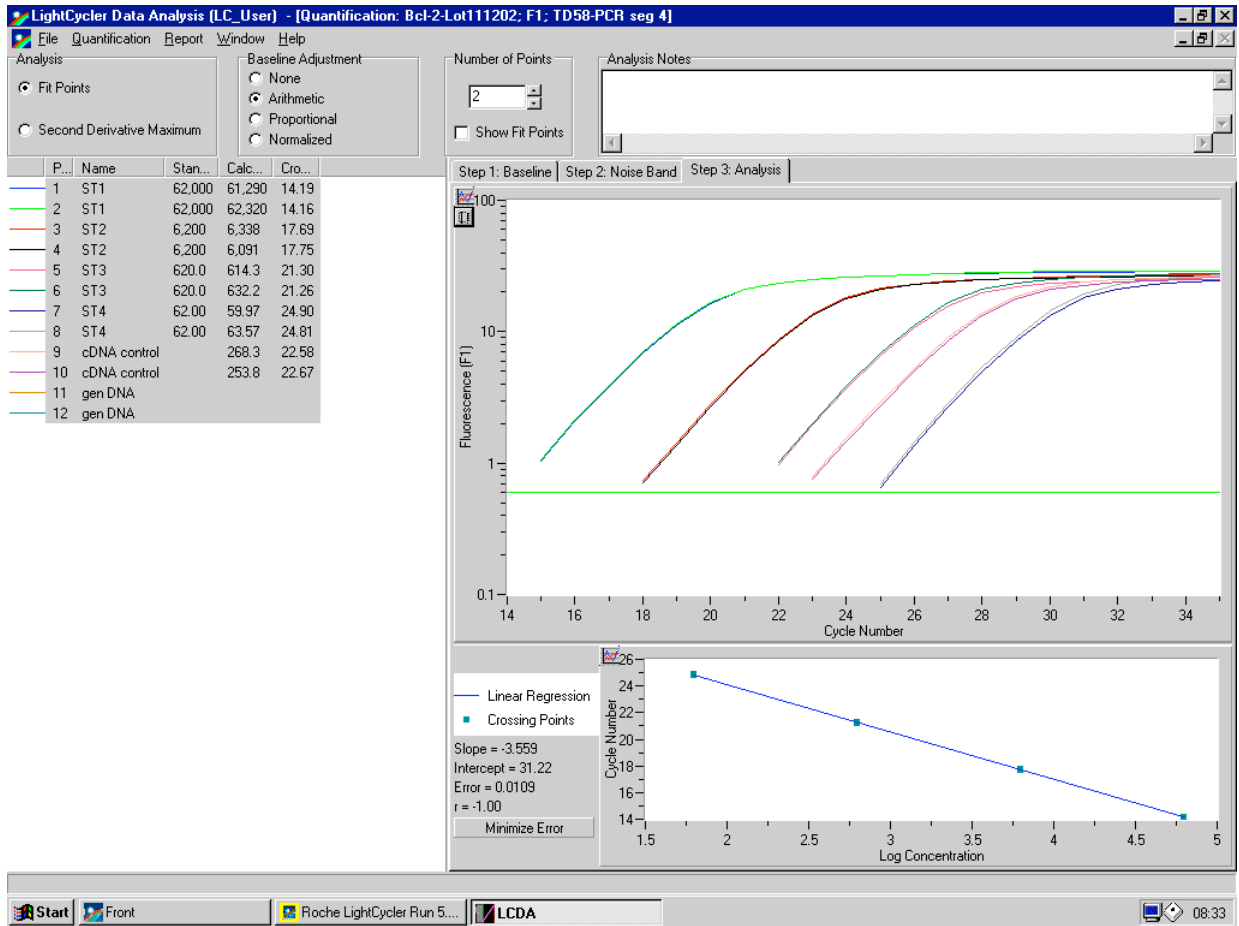 LightCycler Data Analysis (LC_User) - [Quantification: Bcl-2-Lot111202; F1; TD58-PCR seg 4]
File Quantification Report Window Help
Analysis
Fit Points
Second Derivative Maximum
Baseline Adjustment
None
Arithmetic
Proportional
Normalized
Number of Points
2
Show Fit Points
Analysis Notes
P... Name Stan... Calc... Cro...
1 ST1 62,000 61,290 14.19
2 ST1 62,000 62,320 14.16
3 ST2 6,200 6,338 17.69
4 ST2 6,200 6,091 17.75
5 ST3 620.0 614.3 21.30
6 ST3 620.0 632.2 21.26
7 ST4 62.00 59.97 24.90
8 ST4 62.00 63.57 24.81
9 cDNA control 268.3 22.58
10 cDNA control 253.8 22.67
11 gen DNA
12 gen DNA
Step 1: Baseline Step 2: Noise Band Step 3: Analysis
100
10
1
0.1
Fluorescence (F1)
14 16 18 20 22 24 26 28 30 32 34
Cycle Number
Linear Regression
Crossing Points
Slope = -3.559
Intercept = 31.22
Error = 0.0109
r = -1.00
Minimize Error
26
24
22
20
18
16
14
Cycle Number
1.5 2 2.5 3 3.5 4 4.5 5
Log Concentration
Start Front Roche LightCycler Run 5.... LCDA 08:33